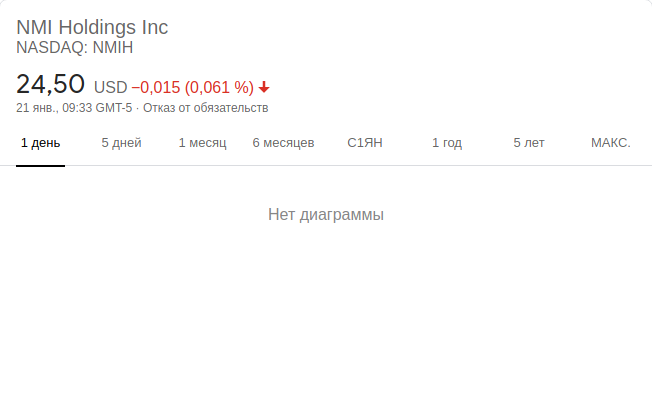 NMI Holdings Inc
NASDAQ: NMIH
24,50 USD −0,015 (0,061 %)
21 янв., 09:33 GMT-5 · Отказ от обязательств
1 день 5 дней 1 месяц 6 месяцев С1ЯН 1 год 5 лет МАКС.
Нет диаграммы